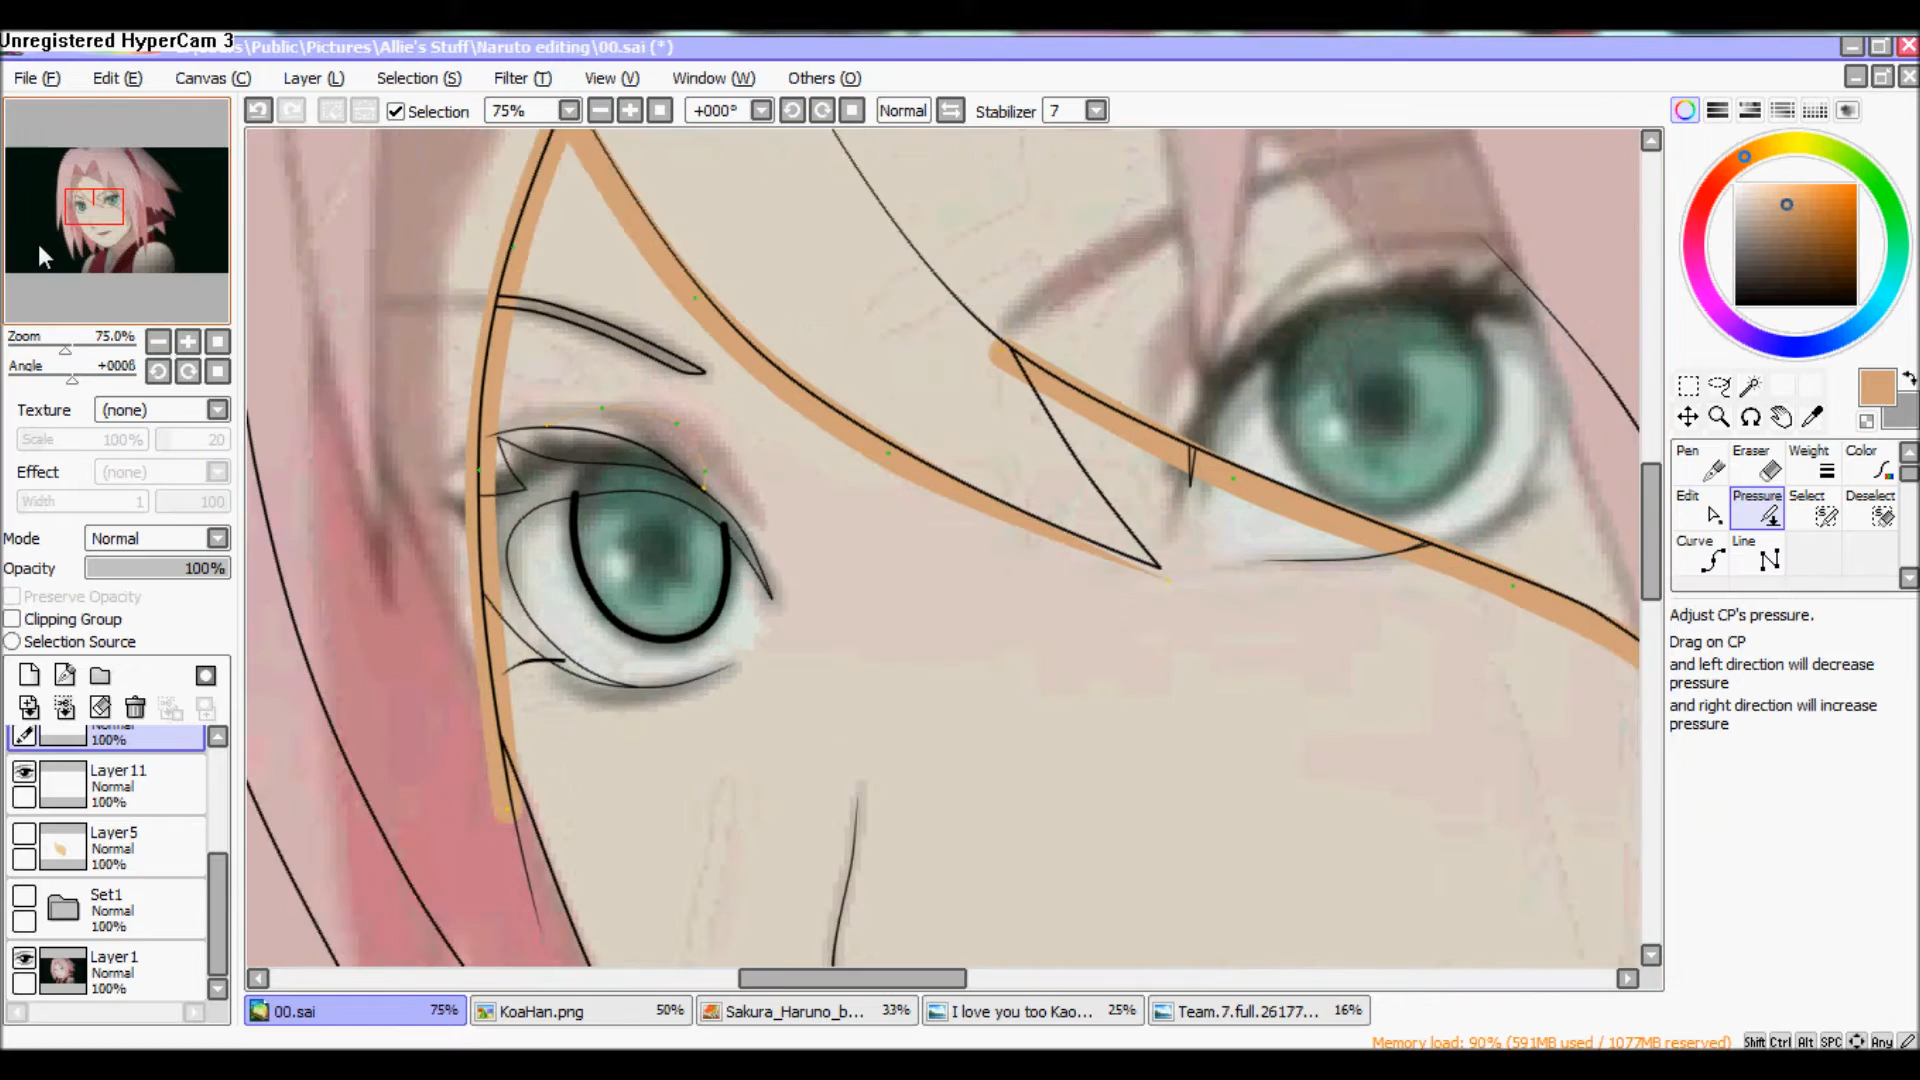 Unregistered HyperCam 3
\Public\Pictures\Allie's Stuff\Naruto editing\00.sai (*)
File (F) Edit (E) Canvas (C) Layer (L) Selection (S) Filter (T) View (V) Window (W) Others (O)
Selection 75% +000° Normal Stabilizer 7
Zoom 75.0%
Angle
Texture (none)
Scale 100% 20
Effect (none)
Width 1 100
Mode Normal
Opacity 100%
Preserve Opacity
Clipping Group
Selection Source
100%
Layer11
Normal
100%
Layer5
Normal
100%
Set1
Normal
100%
Layer1
Normal
100%
Pen Eraser Weight Color
Edit Pressure Select Deselect
Curve Line
Adjust CP's pressure.
Drag on CP
and left direction will decrease
pressure
and right direction will increase
pressure
00.sai 75% KoaHan.png 50% Sakura_Haruno_b... 33% I love you too Kao... 25% Team.7.full.26177... 16%
Memory load: 90% (591MB used / 1077MB reserved) Shift Ctrl Alt SPC Any